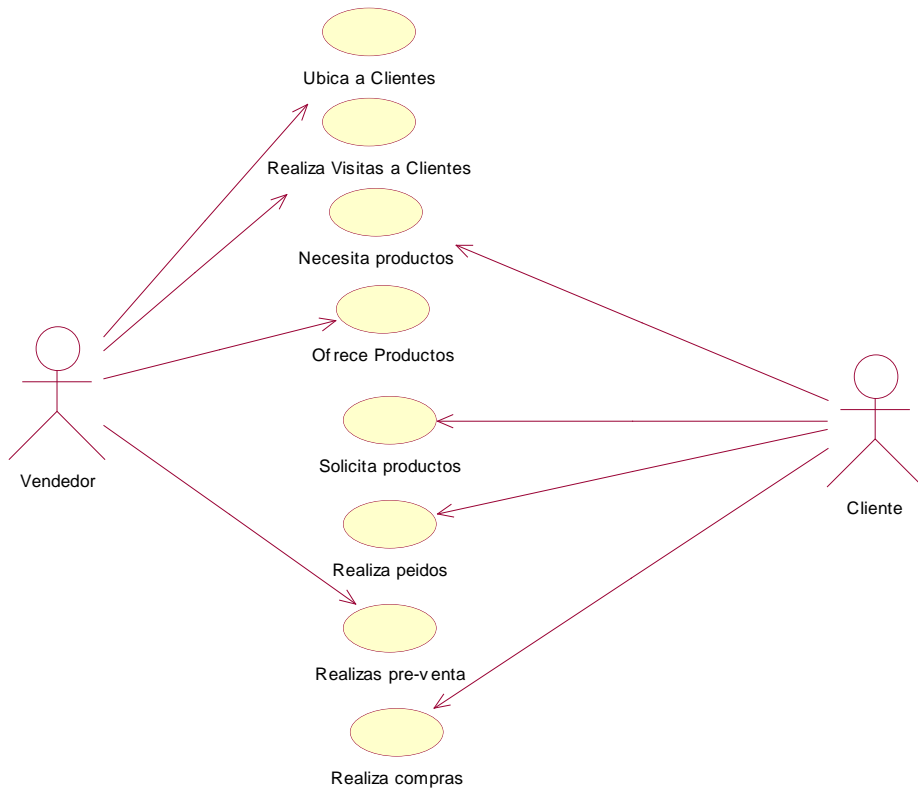 Ubica a Clientes
Realiza Visitas a Clientes
Necesita productos
Ofrece Productos
Solicita productos
Vendedor
Cliente
Realiza peidos
Realizas pre-venta
Realiza compras